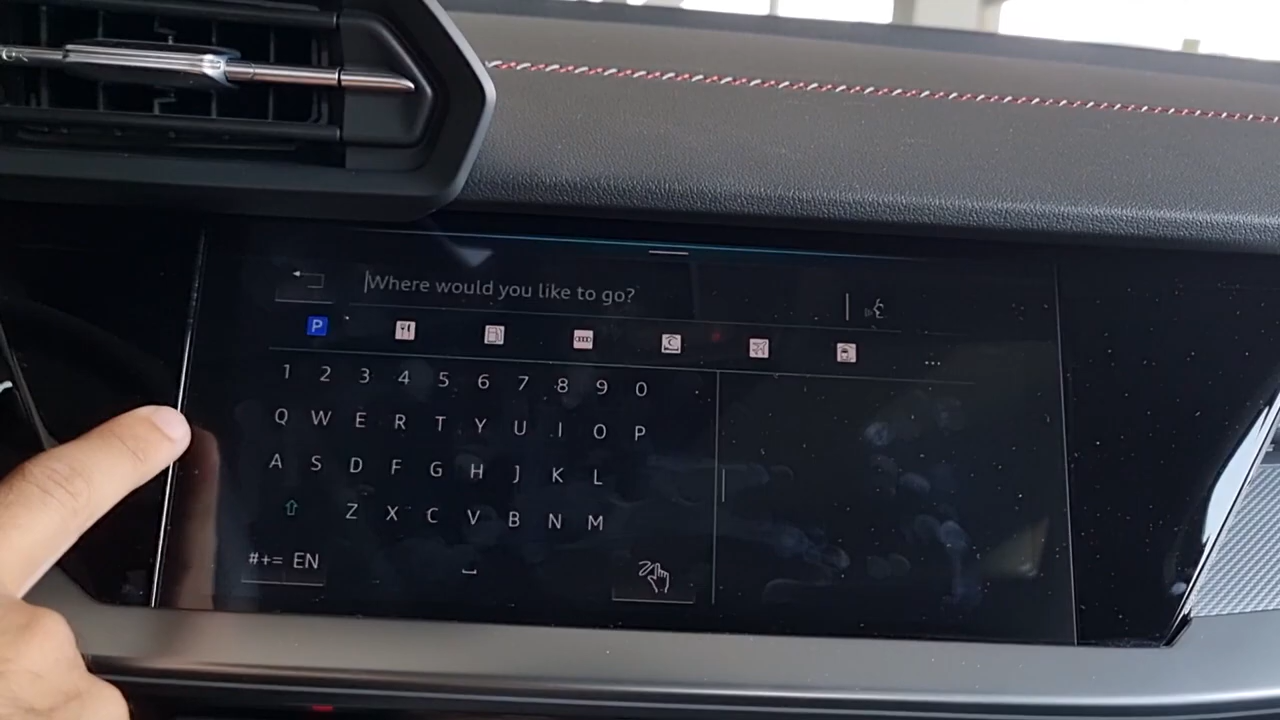 Where would you like to go?
P
...
1 2 3 4 5 6 7 8 9 0
Q W E R T Y U I O P
A S D F G H J K L
Z X C V B N M
#+= EN